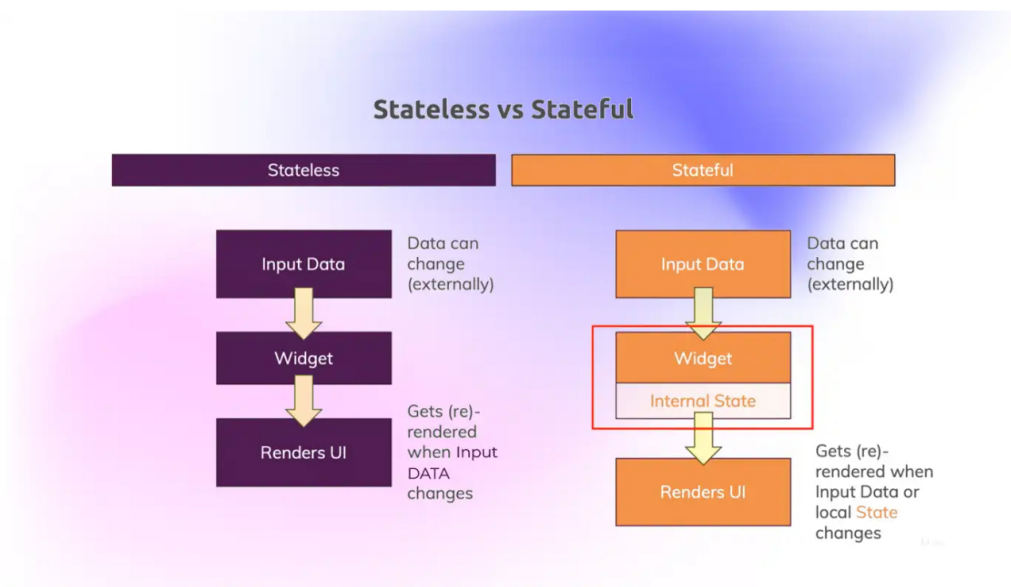 Stateless vs Stateful
Stateless
Stateful
Input Data
Data can
change
(externally)
Widget
Renders UI
Gets (re)-
rendered
when Input
DATA
changes
Input Data
Data can
change
(externally)
Widget
Internal State
Renders UI
Gets (re)-
rendered when
Input Data or
local State
changes